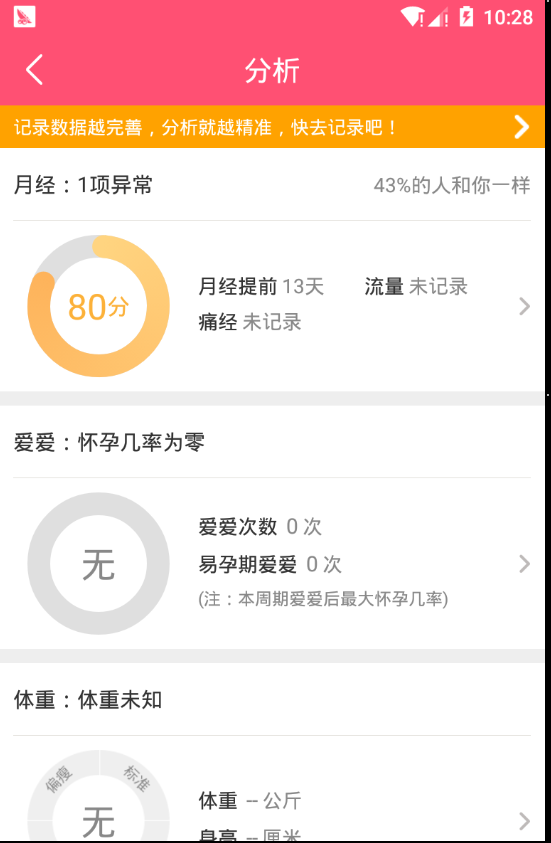 10:28
分析
记录数据越完善，分析就越精准，快去记录吧！
月经：1项异常 43%的人和你一样
80分
月经提前 13天 流量 未记录
痛经 未记录
爱爱：怀孕几率为零
无
爱爱次数 0 次
易孕期爱爱 0 次
(注：本周期爱爱后最大怀孕几率)
体重：体重未知
偏瘦 标准
无
体重 -- 公斤
身高 -- 厘米